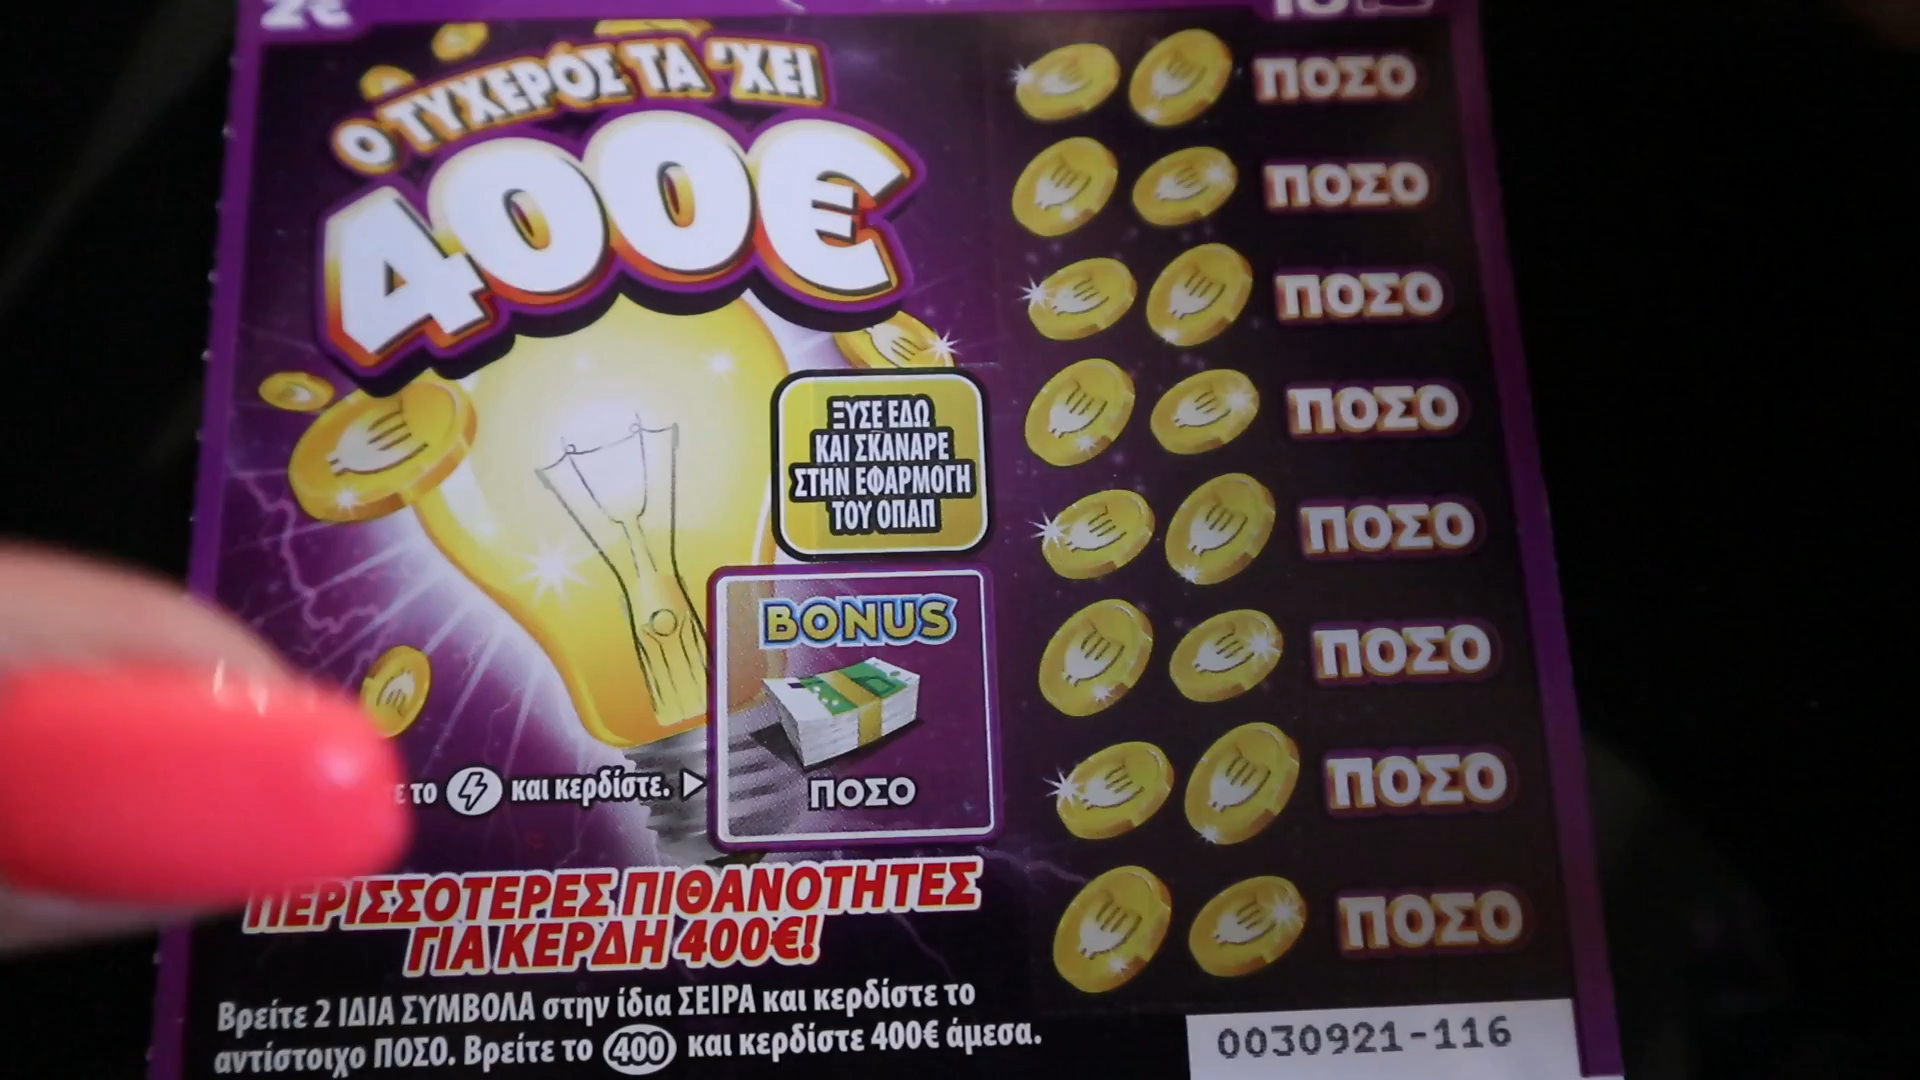 2€
Ο ΤΥΧΕΡΟΣ ΤΑ 'ΧΕΙ
400€
ΞΥΣΕ ΕΔΩ
ΚΑΙ ΣΚΑΝΑΡΕ
ΣΤΗΝ ΕΦΑΡΜΟΓΗ
ΤΟΥ ΟΠΑΠ
BONUS
ΠΟΣΟ
το και κερδίστε.
ΠΕΡΙΣΣΟΤΕΡΕΣ ΠΙΘΑΝΟΤΗΤΕΣ
ΓΙΑ ΚΕΡΔΗ 400€!
Βρείτε 2 ΙΔΙΑ ΣΥΜΒΟΛΑ στην ίδια ΣΕΙΡΑ και κερδίστε το
αντίστοιχο ΠΟΣΟ. Βρείτε το 400 και κερδίστε 400€ άμεσα.
ΠΟΣΟ
ΠΟΣΟ
ΠΟΣΟ
ΠΟΣΟ
ΠΟΣΟ
ΠΟΣΟ
ΠΟΣΟ
ΠΟΣΟ
0030921-116